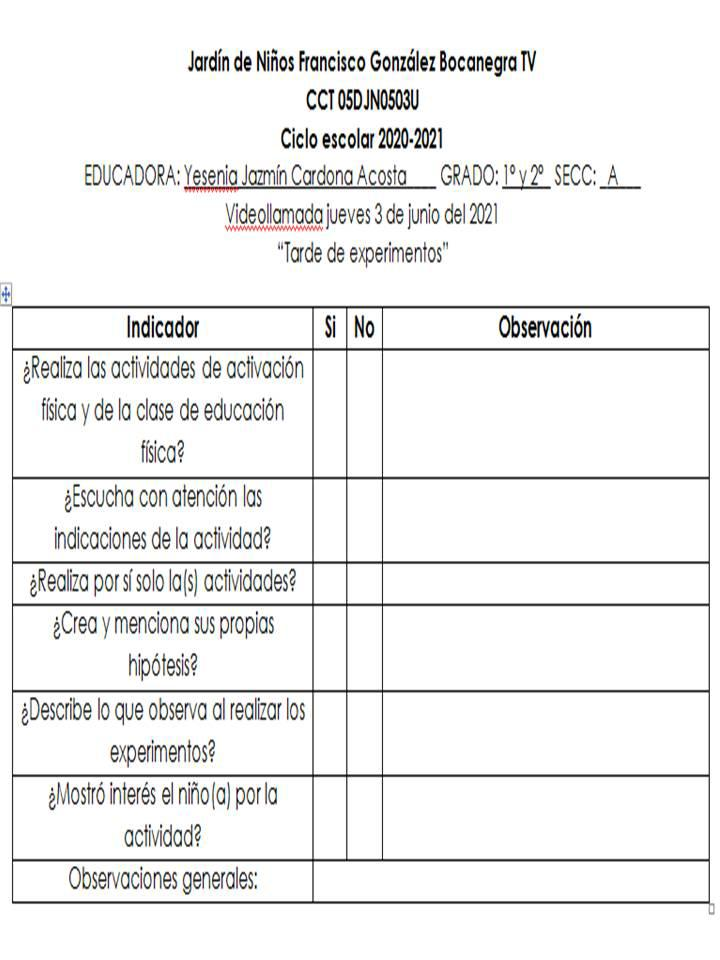 Jardín de Niños Francisco González Bocanegra TV
CCT 05DJN0503U
Ciclo escolar 2020-2021
EDUCADORA: Yesenia Jazmín Cardona Acosta____ GRADO: 1º y 2º_ SECC: _A___
Videollamada jueves 3 de junio del 2021
“Tarde de experimentos”
Indicador Si No Observación
¿Realiza las actividades de activación
física y de la clase de educación
física?
¿Escucha con atención las
indicaciones de la actividad?
¿Realiza por sí solo la(s) actividades?
¿Crea y menciona sus propias
hipótesis?
¿Describe lo que observa al realizar los
experimentos?
¿Mostró interés el niño(a) por la
actividad?
Observaciones generales: